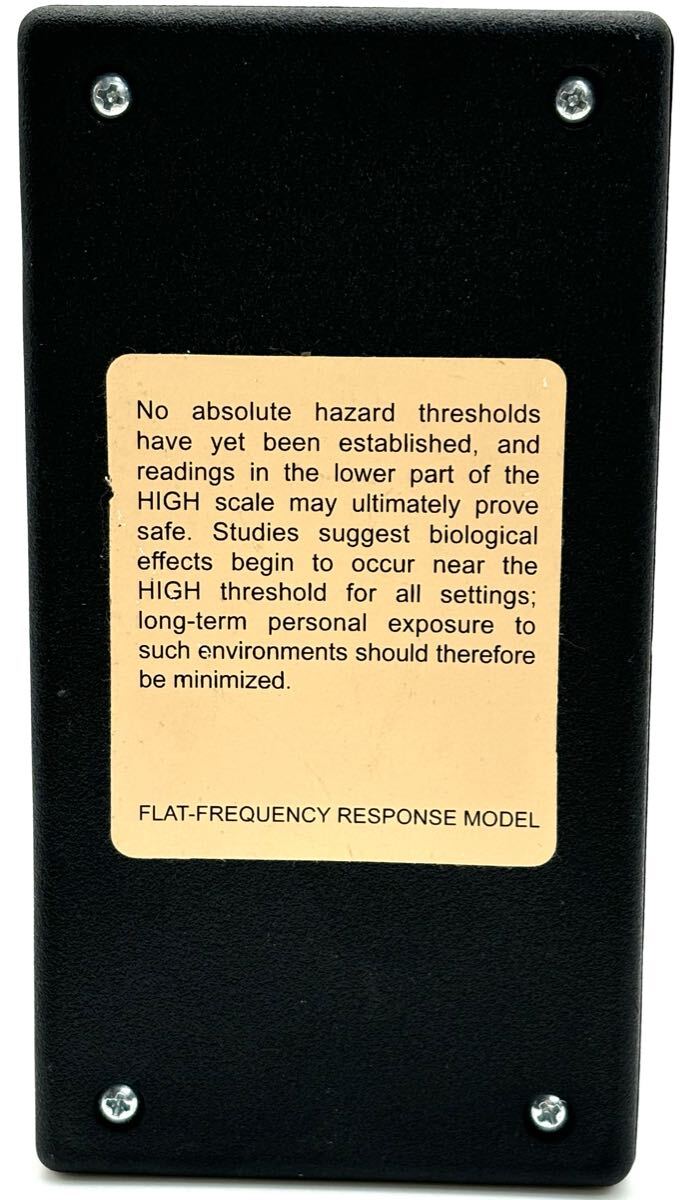 No absolute hazard thresholds
have yet been established, and
readings in the lower part of the
HIGH scale may ultimately prove
safe. Studies suggest biological
effects begin to occur near the
HIGH threshold for all settings;
long-term personal exposure to
such environments should therefore
be minimized.
FLAT-FREQUENCY RESPONSE MODEL